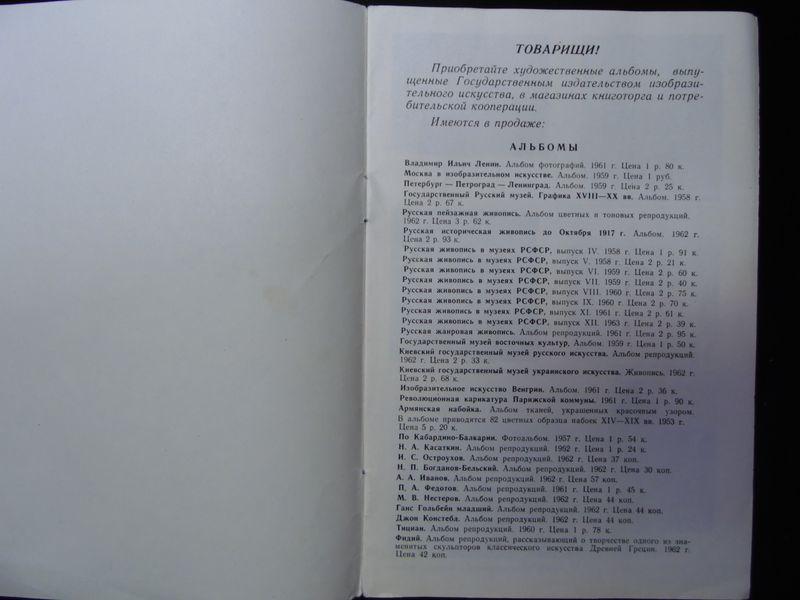 ТОВАРИЩИ!
Приобретайте художественные альбомы, выпу-
щенные Государственным издательством изобрази-
тельного искусства, в магазинах книготорга и потре-
бительской кооперации.
Имеются в продаже:
АЛЬБОМЫ
Владимир Ильич Ленин. Альбом фотографий. 1961 г. Цена 1 р. 80 к.
Москва в изобразительном искусстве. Альбом. 1959 г. Цена 1 руб.
Петербург — Петроград — Ленинград. Альбом. 1959 г. Цена 2 р. 25 к.
Государственный Русский музей. Графика XVIII—XX вв. Альбом. 1958 г.
Цена 2 р. 67 к.
Русская пейзажная живопись. Альбом цветных и тоновых репродукций.
1962 г. Цена 3 р. 62 к.
Русская историческая живопись до Октября 1917 г. Альбом. 1962 г.
Цена 2 р. 93 к.
Русская живопись в музеях РСФСР, выпуск IV. 1958 г. Цена 1 р. 91 к.
Русская живопись в музеях РСФСР, выпуск V. 1958 г. Цена 2 р. 21 к.
Русская живопись в музеях РСФСР, выпуск VI. 1959 г. Цена 2 р. 60 к.
Русская живопись в музеях РСФСР, выпуск VII. 1959 г. Цена 2 р. 40 к.
Русская живопись в музеях РСФСР, выпуск VIII. 1960 г. Цена 2 р. 75 к.
Русская живопись в музеях РСФСР, выпуск IX. 1960 г. Цена 2 р. 70 к.
Русская живопись в музеях РСФСР, выпуск XI. 1961 г. Цена 2 р. 61 к.
Русская живопись в музеях РСФСР, выпуск XII. 1963 г. Цена 2 р. 39 к.
Русская жанровая живопись. Альбом репродукций. 1961 г. Цена 2 р. 95 к.
Государственный музей восточных культур. Альбом. 1959 г. Цена 1 р. 50 к.
Киевский государственный музей русского искусства. Альбом репродукций.
1962 г. Цена 2 р. 33 к.
Киевский государственный музей украинского искусства. Живопись. 1962 г.
Цена 2 р. 68 к.
Изобразительное искусство Венгрии. Альбом. 1961 г. Цена 2 р. 36 к.
Революционная карикатура Парижской коммуны. 1961 г. Цена 1 р. 90 к.
Армянская набойка. Альбом тканей, украшенных красочным узором.
В альбоме приводится 82 цветных образца набоек XIV—XIX вв. 1953 г.
Цена 5 р. 20 к.
По Кабардино-Балкарии. Фотоальбом. 1957 г. Цена 1 р. 54 к.
Н. А. Касаткин. Альбом репродукций. 1952 г. Цена 1 р. 24 к.
И. С. Остроухов. Альбом репродукций. 1962 г. Цена 37 коп.
Н. П. Богданов-Бельский. Альбом репродукций. 1962 г. Цена 30 коп.
А. А. Иванов. Альбом репродукций. 1962 г. Цена 57 коп.
П. А. Федотов. Альбом репродукций. 1961 г. Цена 1 р. 45 к.
М. В. Нестеров. Альбом репродукций. 1962 г. Цена 44 коп.
Ганс Гольбейн младший. Альбом репродукций. 1962 г. Цена 44 коп.
Джон Констебл. Альбом репродукций. 1962 г. Цена 44 коп.
Тициан. Альбом репродукций. 1960 г. Цена 1 р. 78 к.
Фидий. Альбом репродукций, рассказывающий о творчестве одного из зна-
менитых скульпторов классического искусства Древней Греции. 1962 г.
Цена 42 коп.